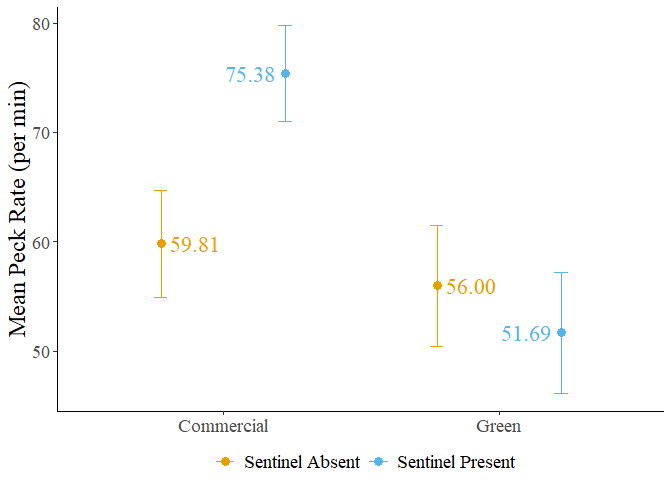 Mean Peck Rate (per min)
80
70
60
50
75.38
59.81
56.00
51.69
Commercial
Green
Sentinel Absent
Sentinel Present